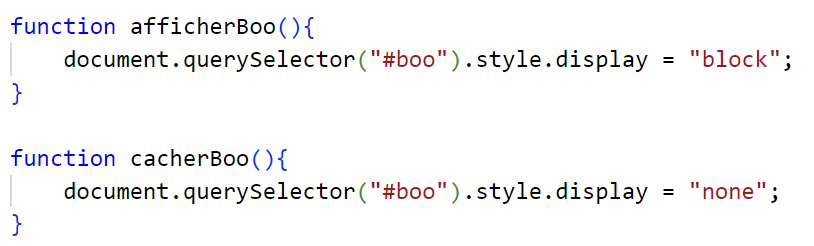 function afficherBoo(){
    document.querySelector("#boo").style.display = "block";
}
function cacherBoo(){
    document.querySelector("#boo").style.display = "none";
}